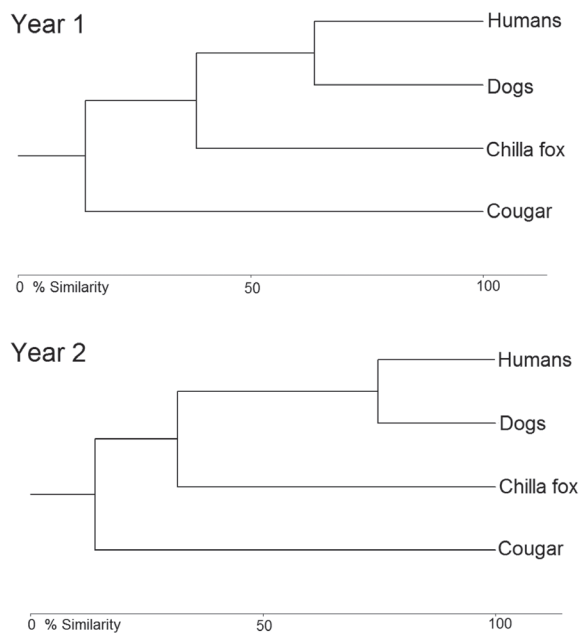 Year 1
Humans
Dogs
Chilla fox
Cougar
0 % Similarity 50 100
Year 2
Humans
Dogs
Chilla fox
Cougar
0 % Similarity 50 100